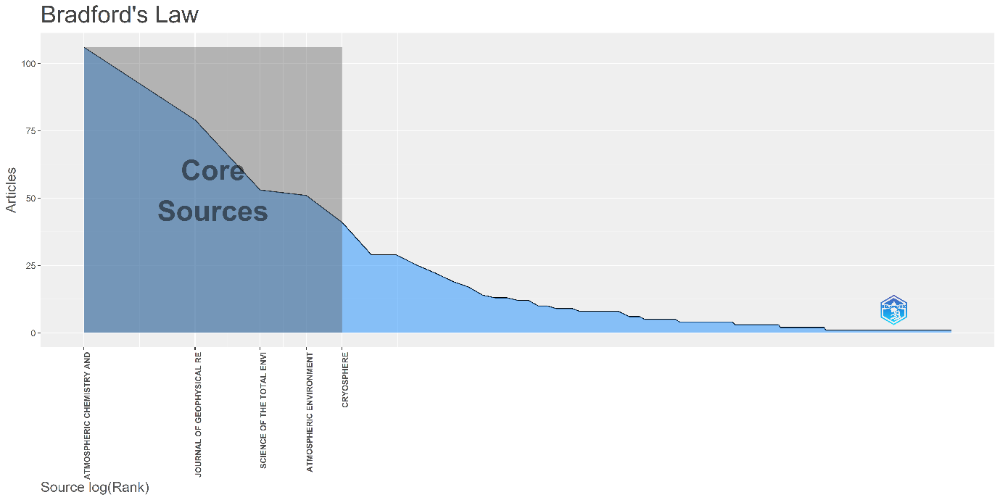 Bradford's Law
100
75
50
25
0
Articles
Core
Sources
ATMOSPHERIC CHEMISTRY AND
JOURNAL OF GEOPHYSICAL RE
SCIENCE OF THE TOTAL ENVI
ATMOSPHERIC ENVIRONMENT
CRYOSPHERE
Source log(Rank)